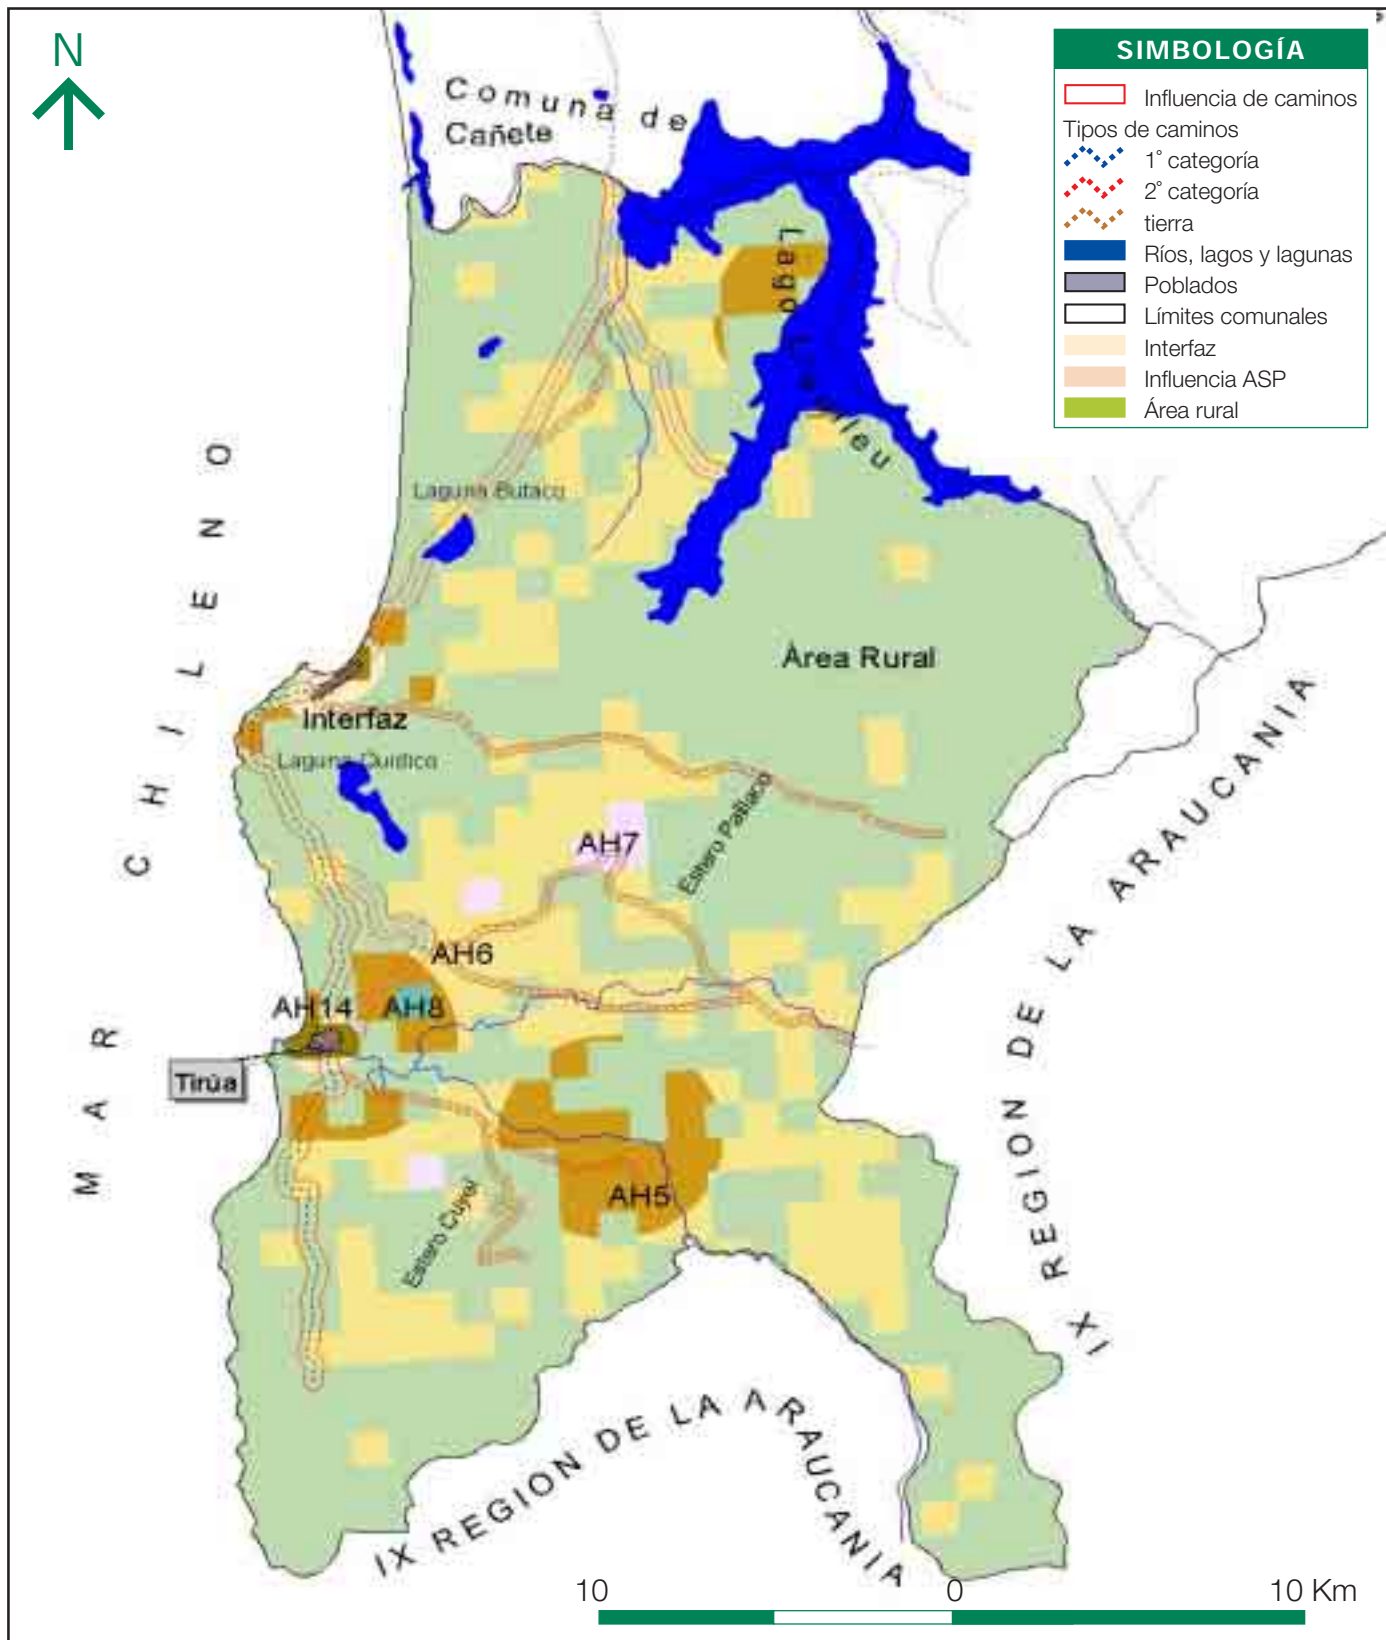 N
SIMBOLOGÍA
Influencia de caminos
Tipos de caminos
1° categoría
2° categoría
tierra
Ríos, lagos y lagunas
Poblados
Límites comunales
Interfaz
Influencia ASP
Área rural
Comuna de
Cañete
Lago
lleu
Laguna Butaco
MAR CHILENO
Área Rural
Interfaz
Laguna Quidico
Estero Pallaco
AH7
AH6
AH14
AH8
Tirúa
AH5
Estero Cuyel
IX REGION DE LA ARAUCANIA
IX REGION DE LA ARAUCANIA
10 0 10 Km